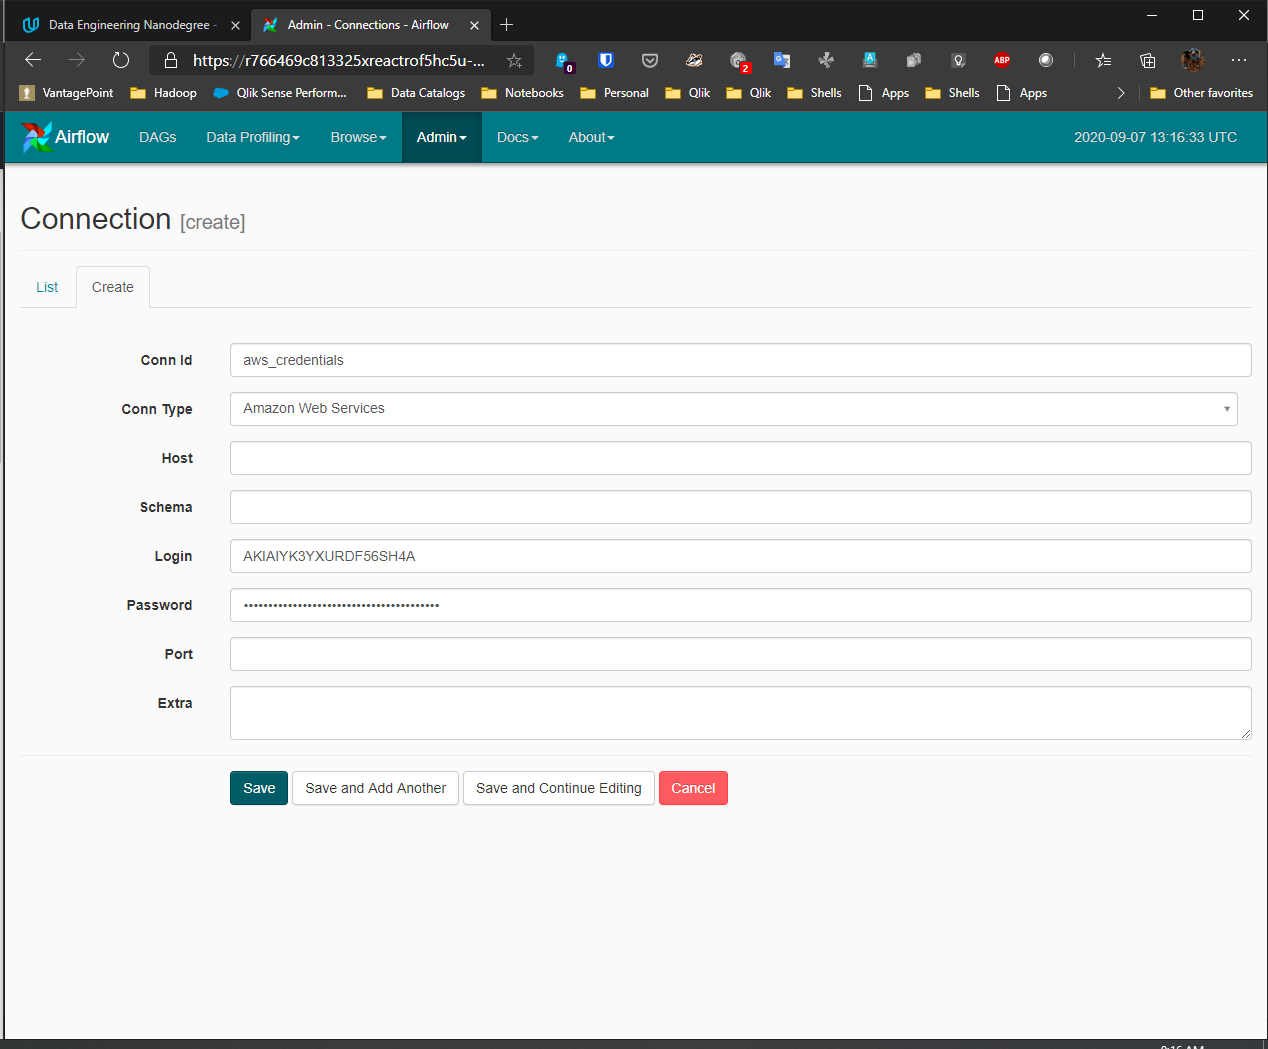 Data Engineering Nanodegree -
Admin - Connections - Airflow
https://r766469c813325xreactrof5hc5u-...
0
2
ABP
VantagePoint Hadoop Qlik Sense Perform... Data Catalogs Notebooks Personal Qlik Qlik Shells Apps Shells Apps Other favorites
Airflow DAGs Data Profiling Browse Admin Docs About 2020-09-07 13:16:33 UTC
Connection [create]
List Create
Conn Id aws_credentials
Conn Type Amazon Web Services
Host
Schema
Login AKIAIYK3YXURDF56SH4A
Password ••••••••••••••••••••••••••••••••••••••••
Port
Extra
Save Save and Add Another Save and Continue Editing Cancel